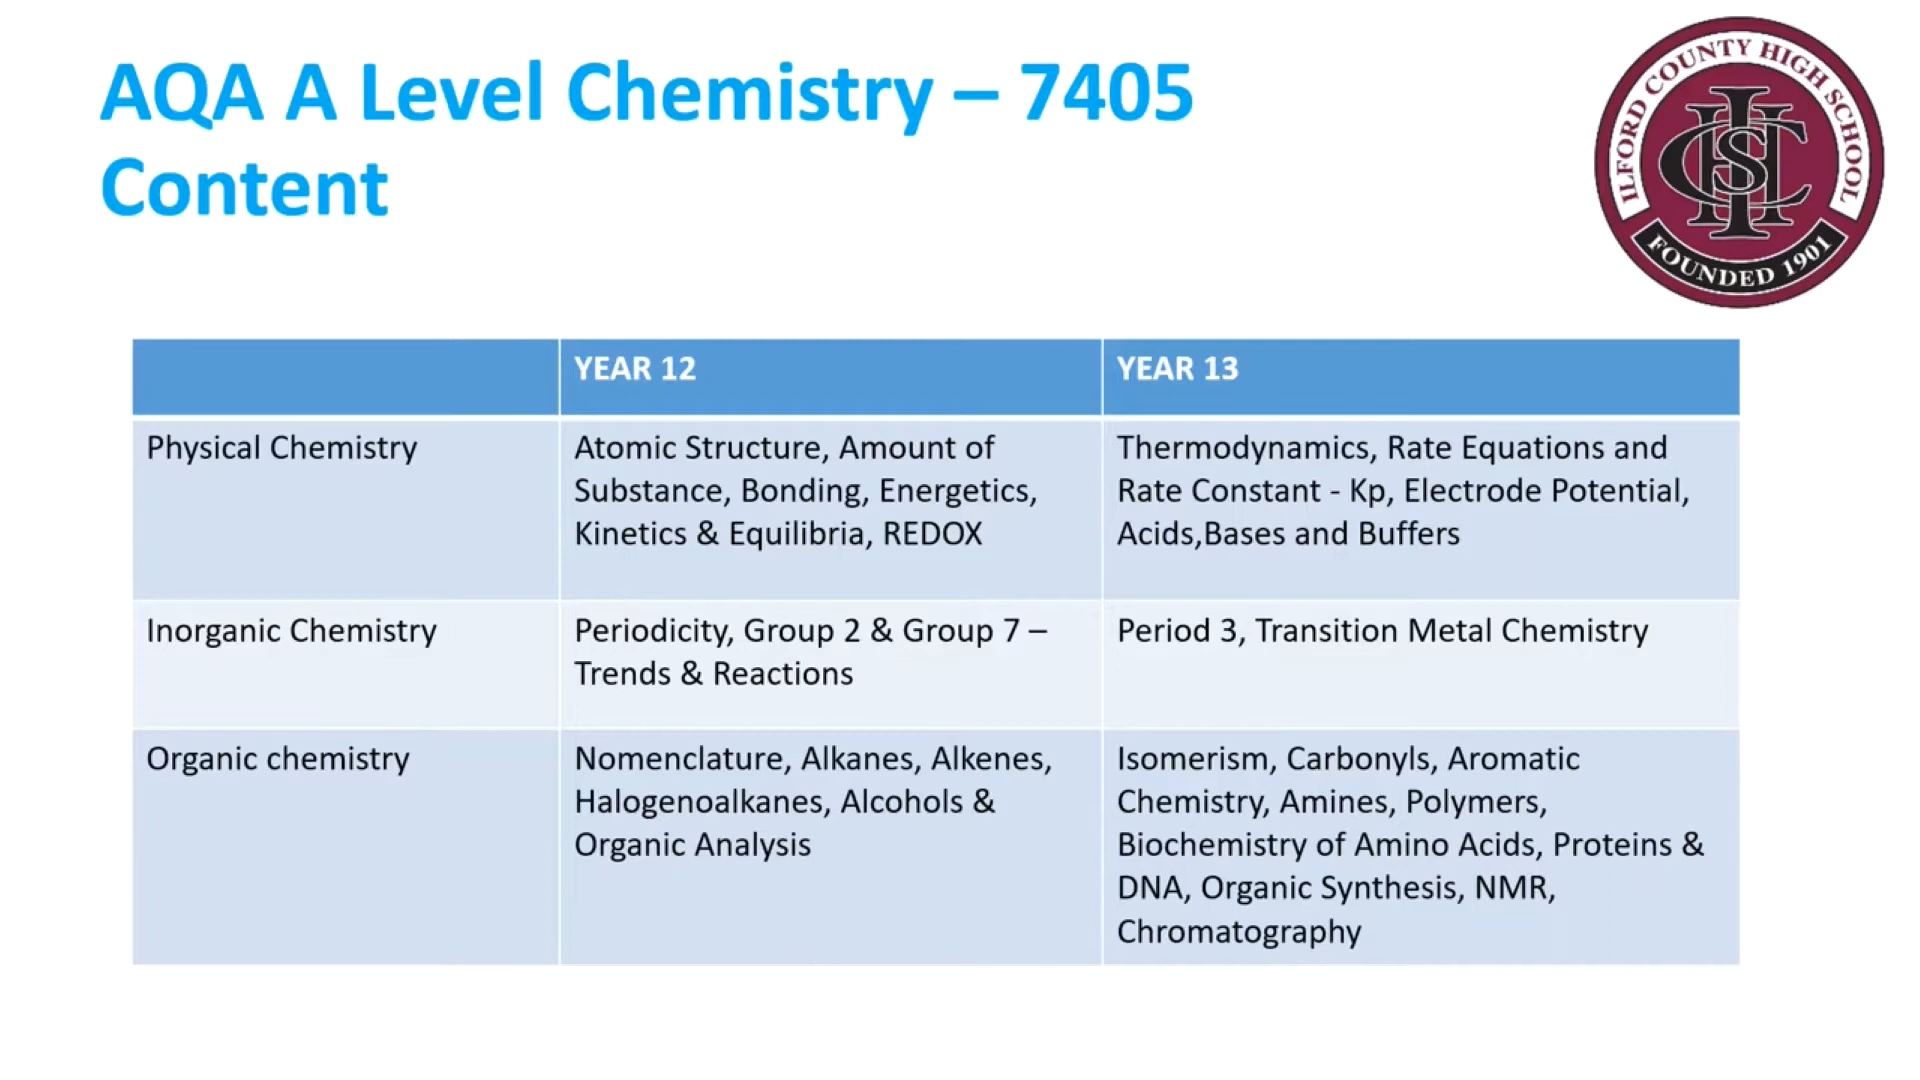 AQA A Level Chemistry – 7405
Content
ILFORD COUNTY HIGH SCHOOL
ICHS
FOUNDED 1901
YEAR 12
YEAR 13
Physical Chemistry
Atomic Structure, Amount of
Substance, Bonding, Energetics,
Kinetics & Equilibria, REDOX
Thermodynamics, Rate Equations and
Rate Constant - Kp, Electrode Potential,
Acids,Bases and Buffers
Inorganic Chemistry
Periodicity, Group 2 & Group 7 –
Trends & Reactions
Period 3, Transition Metal Chemistry
Organic chemistry
Nomenclature, Alkanes, Alkenes,
Halogenoalkanes, Alcohols &
Organic Analysis
Isomerism, Carbonyls, Aromatic
Chemistry, Amines, Polymers,
Biochemistry of Amino Acids, Proteins &
DNA, Organic Synthesis, NMR,
Chromatography